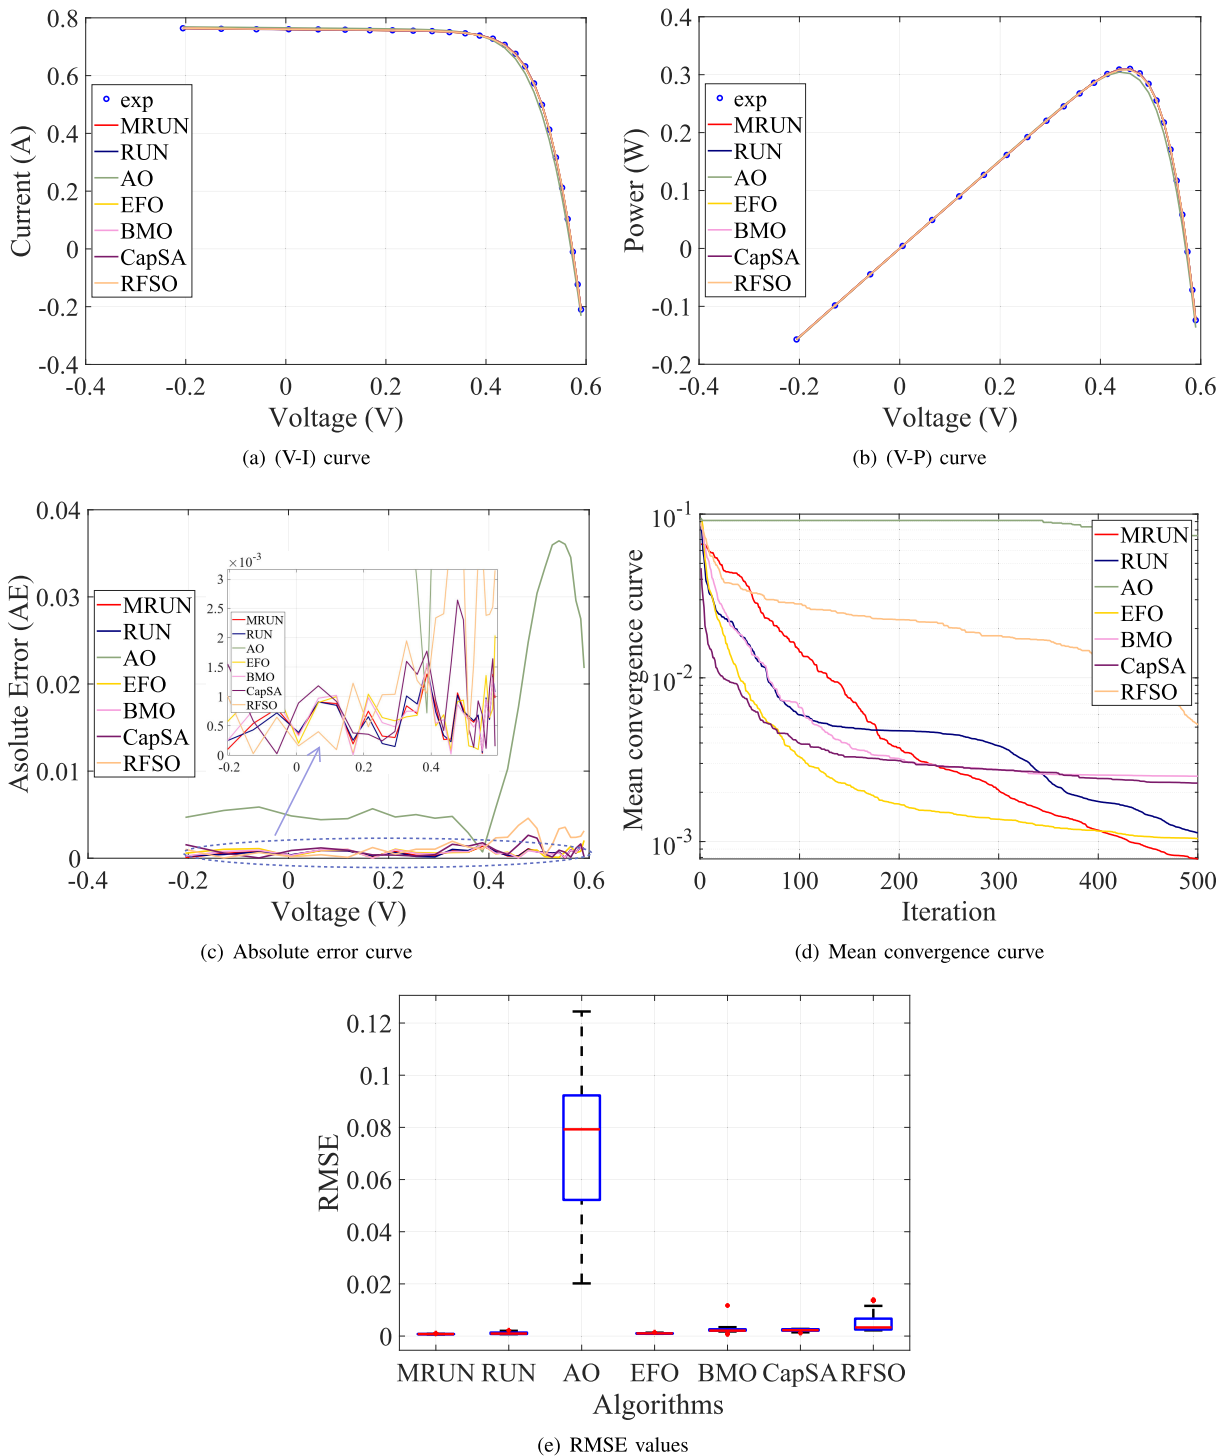 0.8
0.6
0.4
0.2
0
-0.2
-0.4
Current (A)
exp
MRUN
RUN
AO
EFO
BMO
CapSA
RFSO
-0.4 -0.2 0 0.2 0.4 0.6
Voltage (V)
(a) (V-I) curve
0.4
0.3
0.2
0.1
0
-0.1
-0.2
Power (W)
exp
MRUN
RUN
AO
EFO
BMO
CapSA
RFSO
-0.4 -0.2 0 0.2 0.4 0.6
Voltage (V)
(b) (V-P) curve
0.04
0.03
0.02
0.01
0
Asolute Error (AE)
MRUN
RUN
AO
EFO
BMO
CapSA
RFSO
×10-3
3
2.5
2
1.5
1
0.5
0
MRUN
RUN
AO
EFO
BMO
CapSA
RFSO
-0.2 0 0.2 0.4
-0.4 -0.2 0 0.2 0.4 0.6
Voltage (V)
(c) Absolute error curve
10-1
10-2
10-3
Mean convergence curve
MRUN
RUN
AO
EFO
BMO
CapSA
RFSO
0 100 200 300 400 500
Iteration
(d) Mean convergence curve
0.12
0.1
0.08
0.06
0.04
0.02
0
RMSE
MRUN RUN AO EFO BMO CapSA RFSO
Algorithms
(e) RMSE values